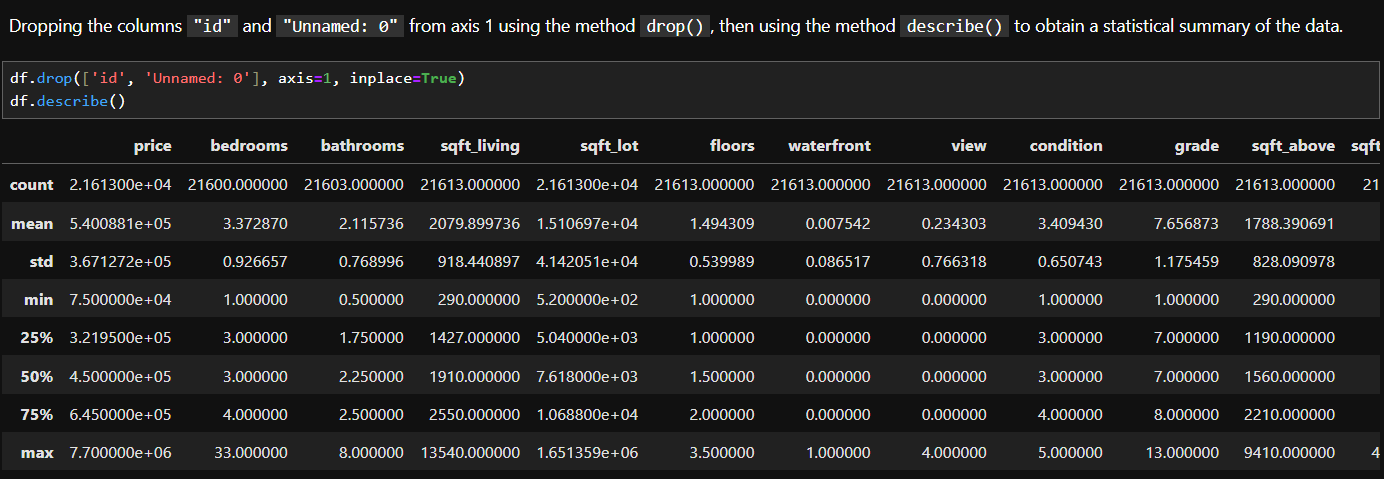 Dropping the columns "id" and "Unnamed: 0" from axis 1 using the method drop(), then using the method describe() to obtain a statistical summary of the data.
df.drop(['id', 'Unnamed: 0'], axis=1, inplace=True)
df.describe()
price bedrooms bathrooms sqft_living sqft_lot floors waterfront view condition grade sqft_above sqft
count 2.161300e+04 21600.000000 21603.000000 21613.000000 2.161300e+04 21613.000000 21613.000000 21613.000000 21613.000000 21613.000000 21613.000000 21
mean 5.400881e+05 3.372870 2.115736 2079.899736 1.510697e+04 1.494309 0.007542 0.234303 3.409430 7.656873 1788.390691
std 3.671272e+05 0.926657 0.768996 918.440897 4.142051e+04 0.539989 0.086517 0.766318 0.650743 1.175459 828.090978
min 7.500000e+04 1.000000 0.500000 290.000000 5.200000e+02 1.000000 0.000000 0.000000 1.000000 1.000000 290.000000
25% 3.219500e+05 3.000000 1.750000 1427.000000 5.040000e+03 1.000000 0.000000 0.000000 3.000000 7.000000 1190.000000
50% 4.500000e+05 3.000000 2.250000 1910.000000 7.618000e+03 1.500000 0.000000 0.000000 3.000000 7.000000 1560.000000
75% 6.450000e+05 4.000000 2.500000 2550.000000 1.068800e+04 2.000000 0.000000 0.000000 4.000000 8.000000 2210.000000
max 7.700000e+06 33.000000 8.000000 13540.000000 1.651359e+06 3.500000 1.000000 4.000000 5.000000 13.000000 9410.000000 4